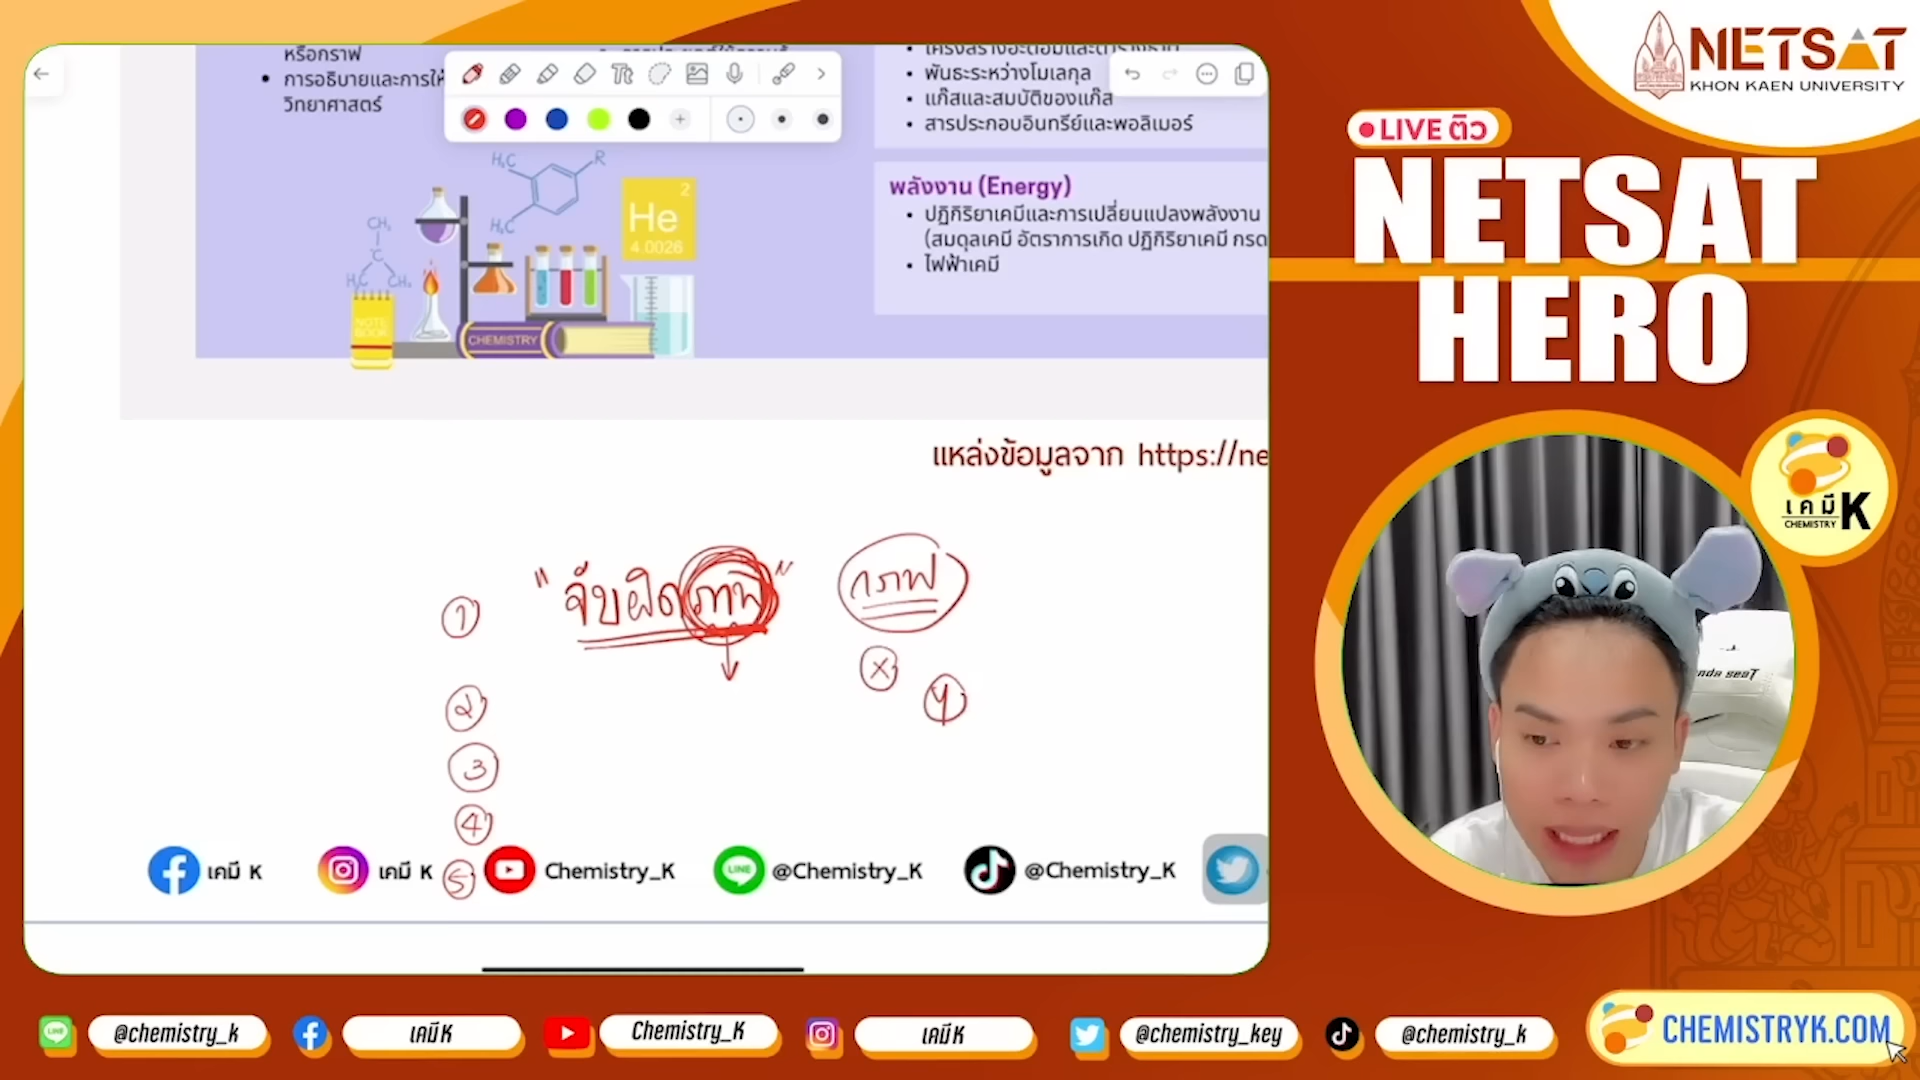 หรือกราฟ
การอธิบายและการให้
วิทยาศาสตร์
พันธะระหว่างโมเลกุล
แก๊สและสมบัติของแก๊ส
สารประกอบอินทรีย์และพอลิเมอร์
พลังงาน (Energy)
ปฏิกิริยาเคมีและการเปลี่ยนแปลงพลังงาน
(สมดุลเคมี อัตราการเกิด ปฏิกิริยาเคมี กรด
ไฟฟ้าเคมี
H₃C
R
H₃C
CH₃
C
H₃C
CH₃
2
He
4.0026
NOTE
BOOK
CHEMISTRY
แหล่งข้อมูลจาก https://ne
1 "จับผิดภาพ" กราฟ
X
y
2
3
4
5
เคมี K
เคมี K
Chemistry_K
LINE
@Chemistry_K
@Chemistry_K
NETSAT
KHON KAEN UNIVERSITY
LIVE ติว
NETSAT
HERO
เคมี K
CHEMISTRY
@chemistry_k
เคมี K
Chemistry_K
เคมี K
@chemistry_key
@chemistry_k
CHEMISTRYK.COM